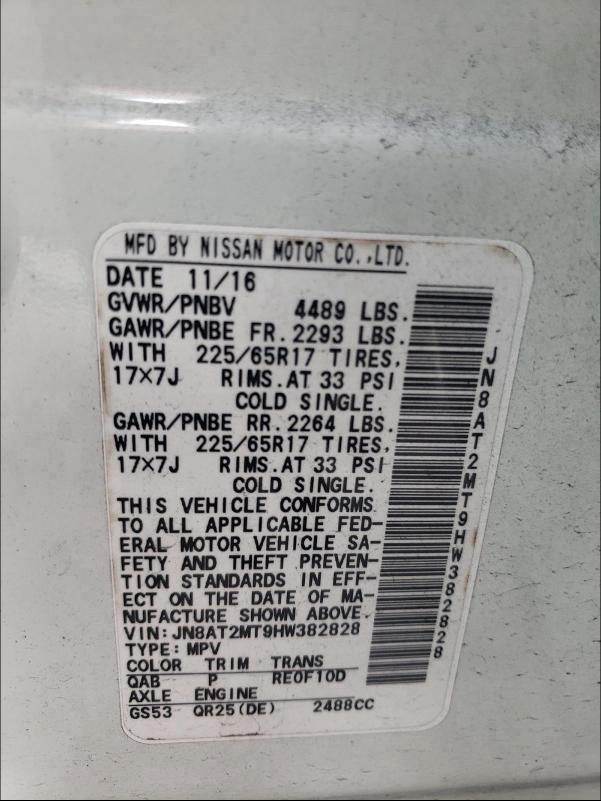 MFD BY NISSAN MOTOR CO.,LTD.
DATE 11/16
GVWR/PNBV 4489 LBS.
GAWR/PNBE FR. 2293 LBS.
WITH 225/65R17 TIRES,
17×7J RIMS.AT 33 PSI
COLD SINGLE.
GAWR/PNBE RR. 2264 LBS.
WITH 225/65R17 TIRES,
17×7J RIMS.AT 33 PSI
COLD SINGLE.
THIS VEHICLE CONFORMS
TO ALL APPLICABLE FED-
ERAL MOTOR VEHICLE SA-
FETY AND THEFT PREVEN-
TION STANDARDS IN EFF-
ECT ON THE DATE OF MA-
NUFACTURE SHOWN ABOVE.
VIN:JN8AT2MT9HW382828
TYPE:MPV
COLOR TRIM TRANS
QAB P RE0F10D
AXLE ENGINE
GS53 QR25(DE) 2488CC
JN8AT2MT9HW382828